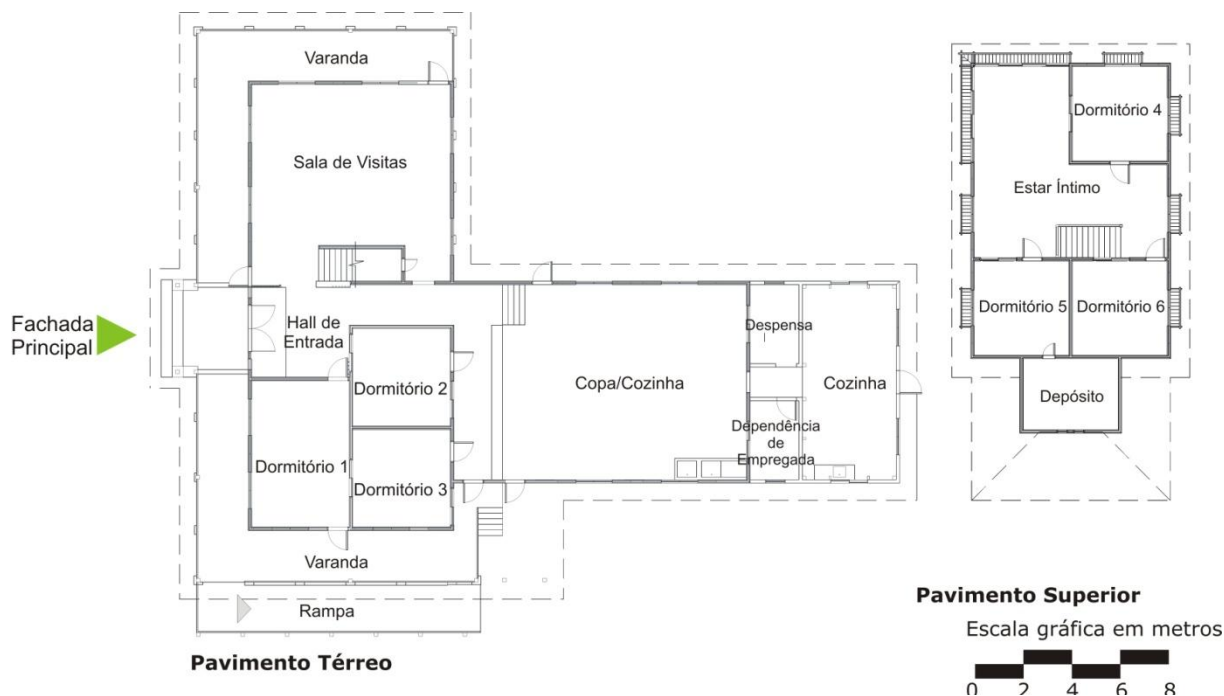 Varanda
Sala de Visitas
Fachada
Principal
Hall de
Entrada
Dormitório 2
Dormitório 1
Dormitório 3
Varanda
Rampa
Copa/Cozinha
Despensa
Cozinha
Dependência
de
Empregada
Pavimento Térreo
Dormitório 4
Estar Íntimo
Dormitório 5
Dormitório 6
Depósito
Pavimento Superior
Escala gráfica em metros
0 2 4 6 8